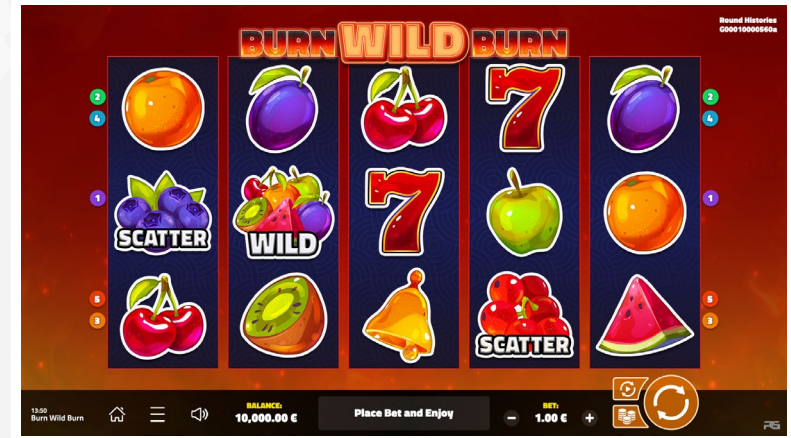 BURN WILD BURN
Round Histories
G00010000560a
2
2
4
4
1
1
SCATTER
WILD
5
5
3
3
SCATTER
13:50
Burn Wild Burn
BALANCE:
10,000.00 €
Place Bet and Enjoy
BET:
1.00 €